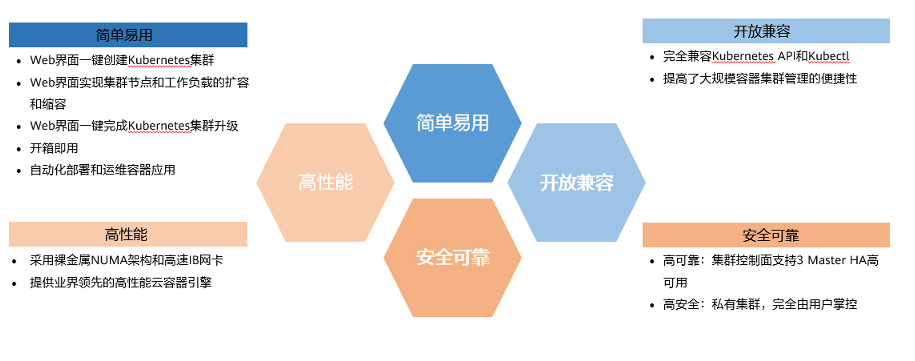 简单易用
• Web界面一键创建Kubernetes集群
• Web界面实现集群节点和工作负载的扩容
和缩容
• Web界面一键完成Kubernetes集群升级
• 开箱即用
• 自动化部署和运维容器应用
高性能
• 采用裸金属NUMA架构和高速IB网卡
• 提供业界领先的高性能云容器引擎
简单易用
高性能
开放兼容
安全可靠
开放兼容
• 完全兼容Kubernetes API和Kubectl
• 提高了大规模容器集群管理的便捷性
安全可靠
• 高可靠：集群控制面支持3 Master HA高
可用
• 高安全：私有集群，完全由用户掌控